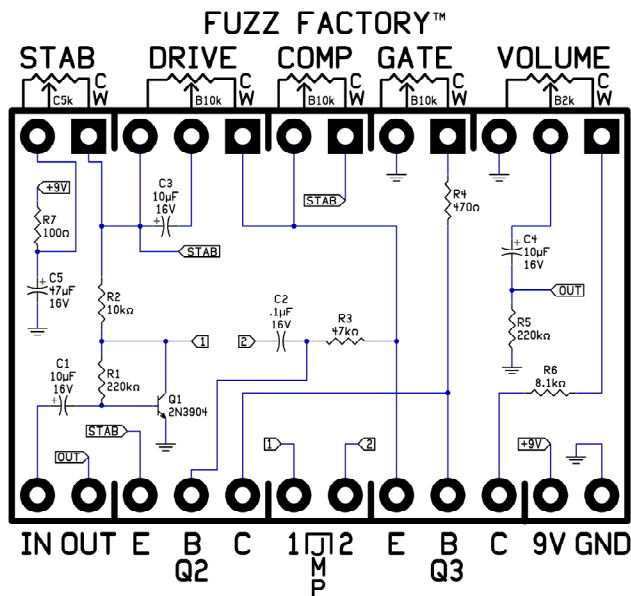 FUZZ FACTORY™
STAB DRIVE COMP GATE VOLUME
C5k CW B10k CW B10k CW B10k CW B2k CW
+9V
R7
100Ω
C3
10µF
16V
STAB
R4
470Ω
STAB
C4
10µF
16V
C5
47µF
16V
R2
10kΩ
C2
.1µF
16V
R3
47kΩ
OUT
R5
220kΩ
1
2
C1
10µF
16V
R1
220kΩ
Q1
2N3904
R6
8.1kΩ
STAB
OUT
1
2
+9V
IN OUT E B C 1 JMP 2 E B C 9V GND
Q2 Q3